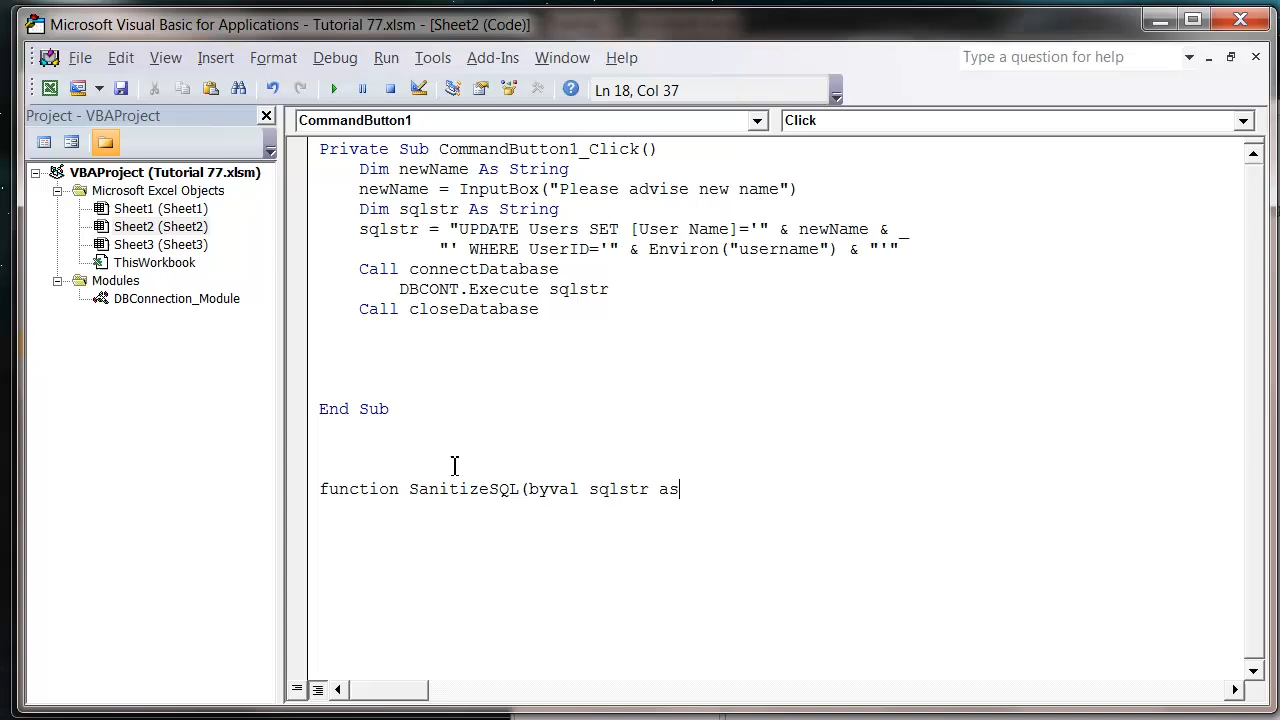 Microsoft Visual Basic for Applications - Tutorial 77.xlsm - [Sheet2 (Code)]
File Edit View Insert Format Debug Run Tools Add-Ins Window Help
Type a question for help
Ln 18, Col 37
Project - VBAProject
VBAProject (Tutorial 77.xlsm)
Microsoft Excel Objects
Sheet1 (Sheet1)
Sheet2 (Sheet2)
Sheet3 (Sheet3)
ThisWorkbook
Modules
DBConnection_Module
CommandButton1
Click
Private Sub CommandButton1_Click()
Dim newName As String
newName = InputBox("Please advise new name")
Dim sqlstr As String
sqlstr = "UPDATE Users SET [User Name]='" & newName & _
"' WHERE UserID='" & Environ("username") & "'"
Call connectDatabase
DBCONT.Execute sqlstr
Call closeDatabase
End Sub
function SanitizeSQL(byval sqlstr as